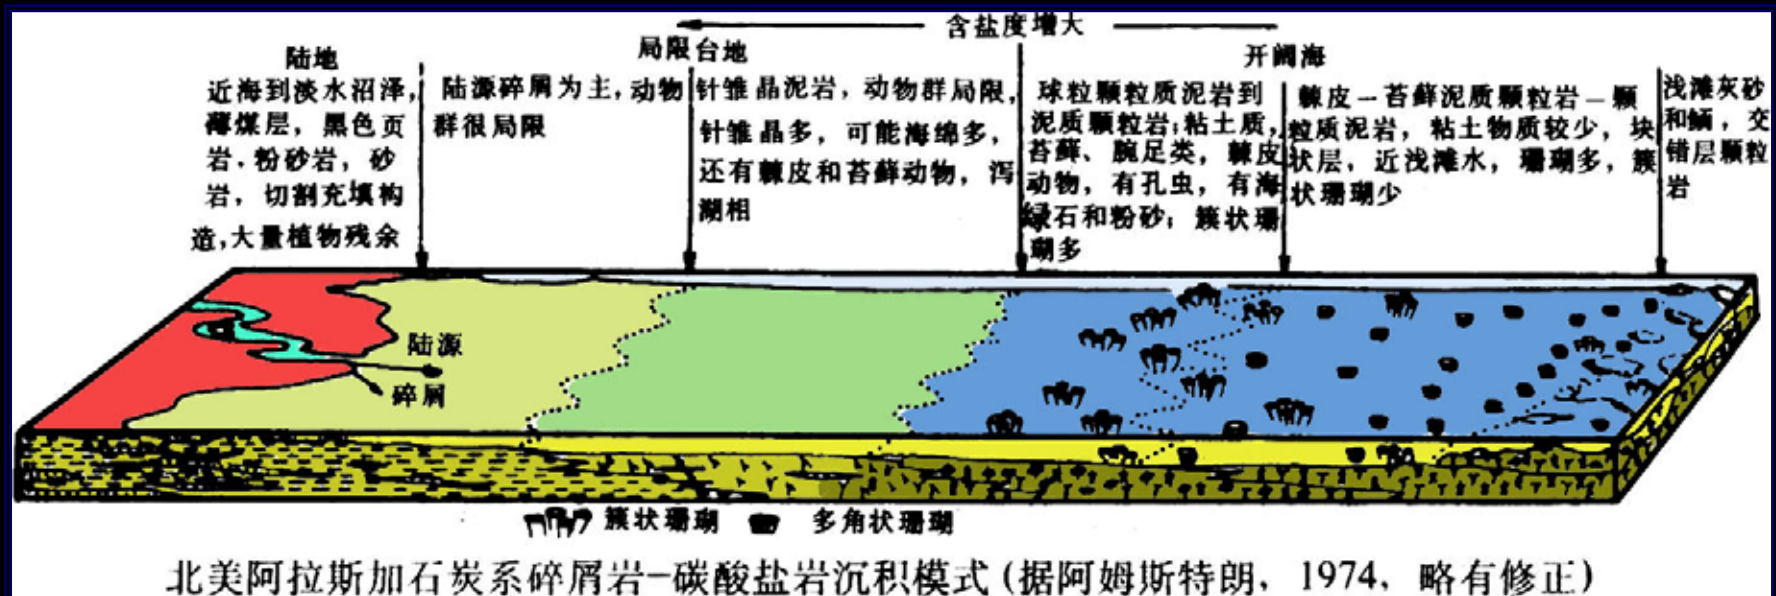 含盐度增大
陆地
近海到淡水沼泽,
薄煤层，黑色页
岩.粉砂岩，砂
岩，切割充填构
造,大量植物残余
陆源碎屑为主,动物
群很局限
局限台地
针雏晶泥岩，动物群局限,
针雏晶多，可能海绵多,
还有棘皮和苔藓动物，泻
湖相
球粒颗粒质泥岩到
泥质颗粒岩;粘土质,
苔藓、腕足类，棘皮
动物，有孔虫，有海
绿石和粉砂；簇状珊
瑚多
开阔海
棘皮－苔藓泥质颗粒岩－颗
粒质泥岩，粘土物质较少，块
状层，近浅滩水，珊瑚多，簇
状珊瑚少
浅滩灰砂
和鲕，交
错层颗粒
岩
陆源
碎屑
簇状珊瑚
多角状珊瑚
北美阿拉斯加石炭系碎屑岩-碳酸盐岩沉积模式(据阿姆斯特朗，1974，略有修正)